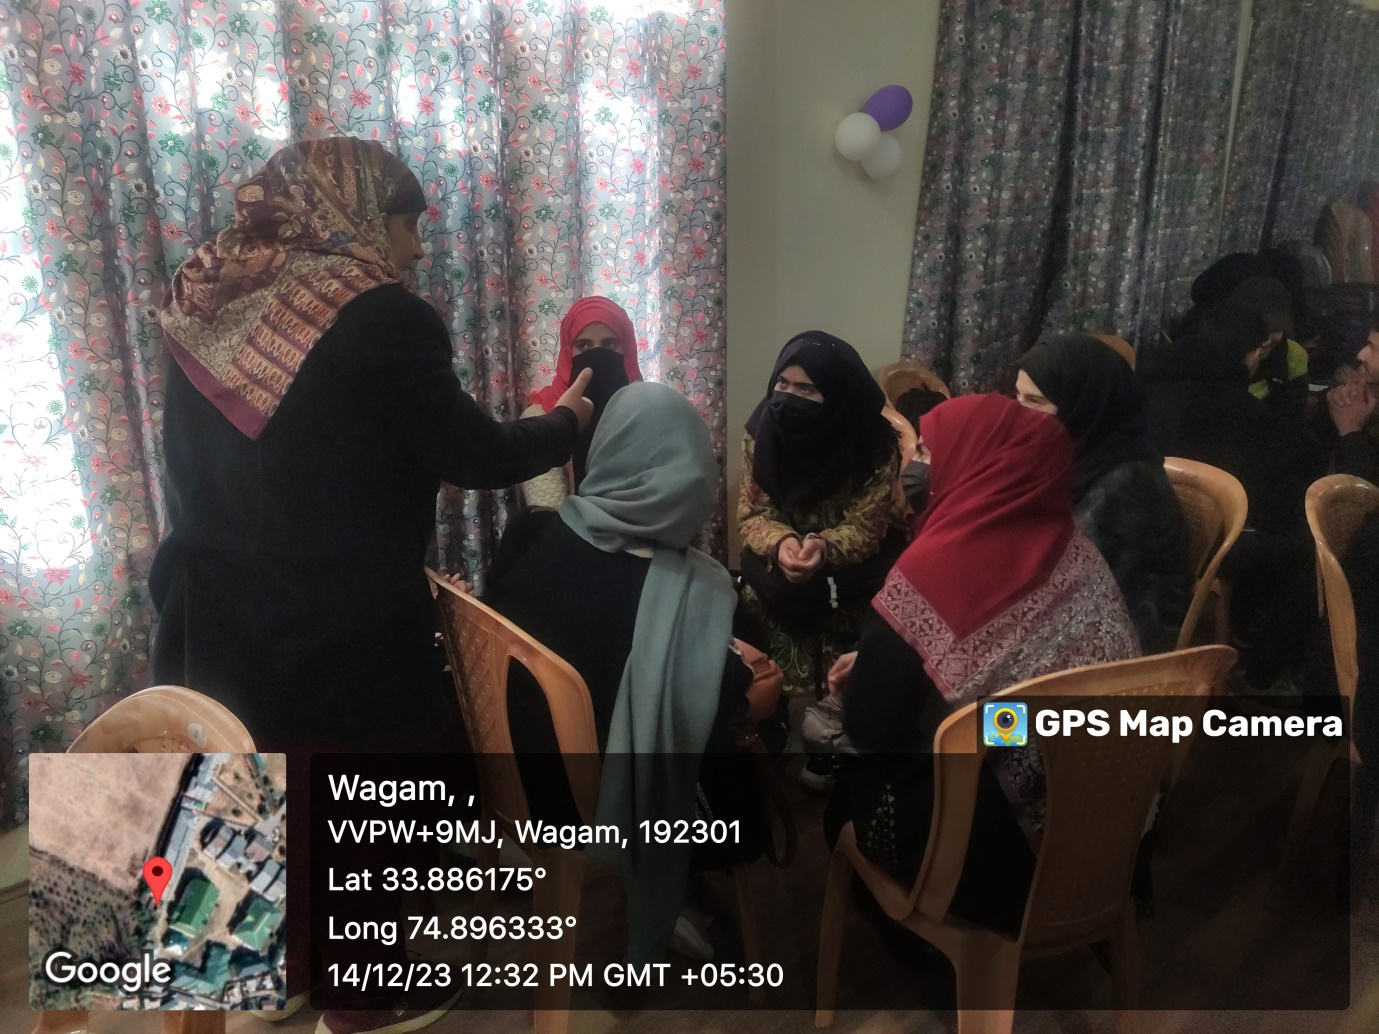 GPS Map Camera
Wagam, ,
VVPW+9MJ, Wagam, 192301
Lat 33.886175°
Long 74.896333°
14/12/23 12:32 PM GMT +05:30
Google